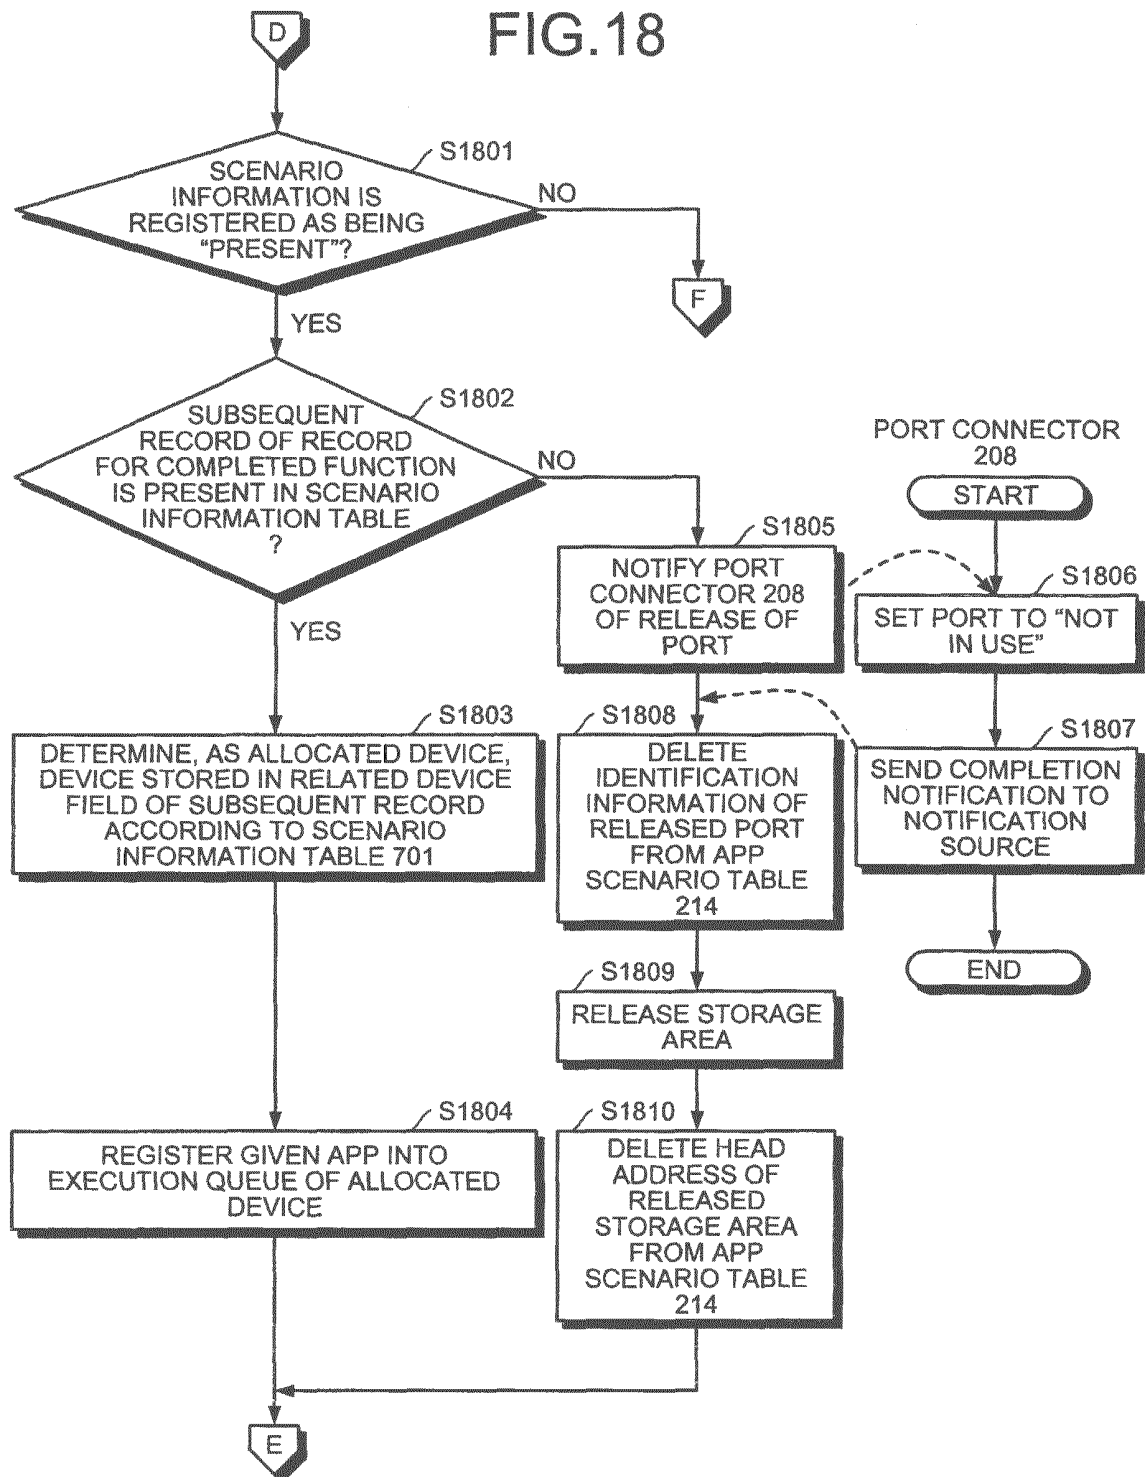 FIG.18
D
S1801
SCENARIO
INFORMATION IS
REGISTERED AS BEING
“PRESENT”?
NO
F
YES
S1802
SUBSEQUENT
RECORD OF RECORD
FOR COMPLETED FUNCTION
IS PRESENT IN SCENARIO
INFORMATION TABLE
?
NO
YES
S1803
DETERMINE, AS ALLOCATED DEVICE,
DEVICE STORED IN RELATED DEVICE
FIELD OF SUBSEQUENT RECORD
ACCORDING TO SCENARIO
INFORMATION TABLE 701
S1804
REGISTER GIVEN APP INTO
EXECUTION QUEUE OF ALLOCATED
DEVICE
S1805
NOTIFY PORT
CONNECTOR 208
OF RELEASE OF
PORT
PORT CONNECTOR
208
START
S1806
SET PORT TO “NOT
IN USE”
S1807
SEND COMPLETION
NOTIFICATION TO
NOTIFICATION
SOURCE
END
S1808
DELETE
IDENTIFICATION
INFORMATION OF
RELEASED PORT
FROM APP
SCENARIO TABLE
214
S1809
RELEASE STORAGE
AREA
S1810
DELETE HEAD
ADDRESS OF
RELEASED
STORAGE AREA
FROM APP
SCENARIO TABLE
214
E